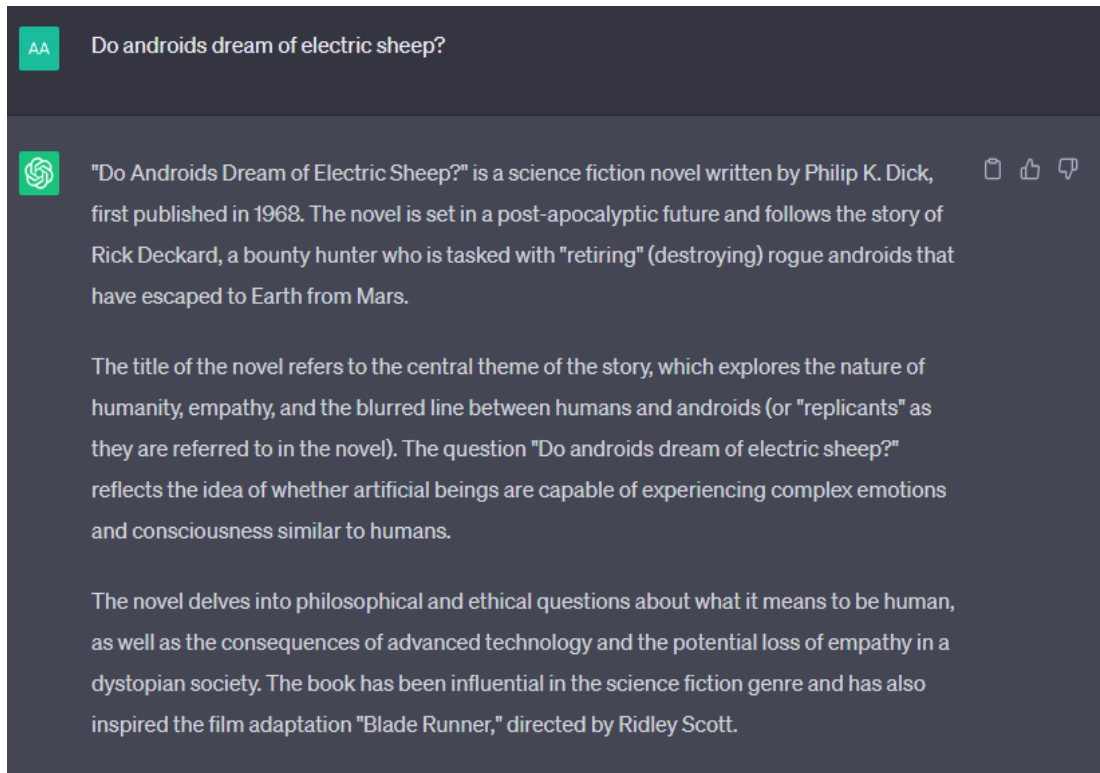 AA
Do androids dream of electric sheep?
"Do Androids Dream of Electric Sheep?" is a science fiction novel written by Philip K. Dick,
first published in 1968. The novel is set in a post-apocalyptic future and follows the story of
Rick Deckard, a bounty hunter who is tasked with "retiring" (destroying) rogue androids that
have escaped to Earth from Mars.
The title of the novel refers to the central theme of the story, which explores the nature of
humanity, empathy, and the blurred line between humans and androids (or "replicants" as
they are referred to in the novel). The question "Do androids dream of electric sheep?"
reflects the idea of whether artificial beings are capable of experiencing complex emotions
and consciousness similar to humans.
The novel delves into philosophical and ethical questions about what it means to be human,
as well as the consequences of advanced technology and the potential loss of empathy in a
dystopian society. The book has been influential in the science fiction genre and has also
inspired the film adaptation "Blade Runner," directed by Ridley Scott.